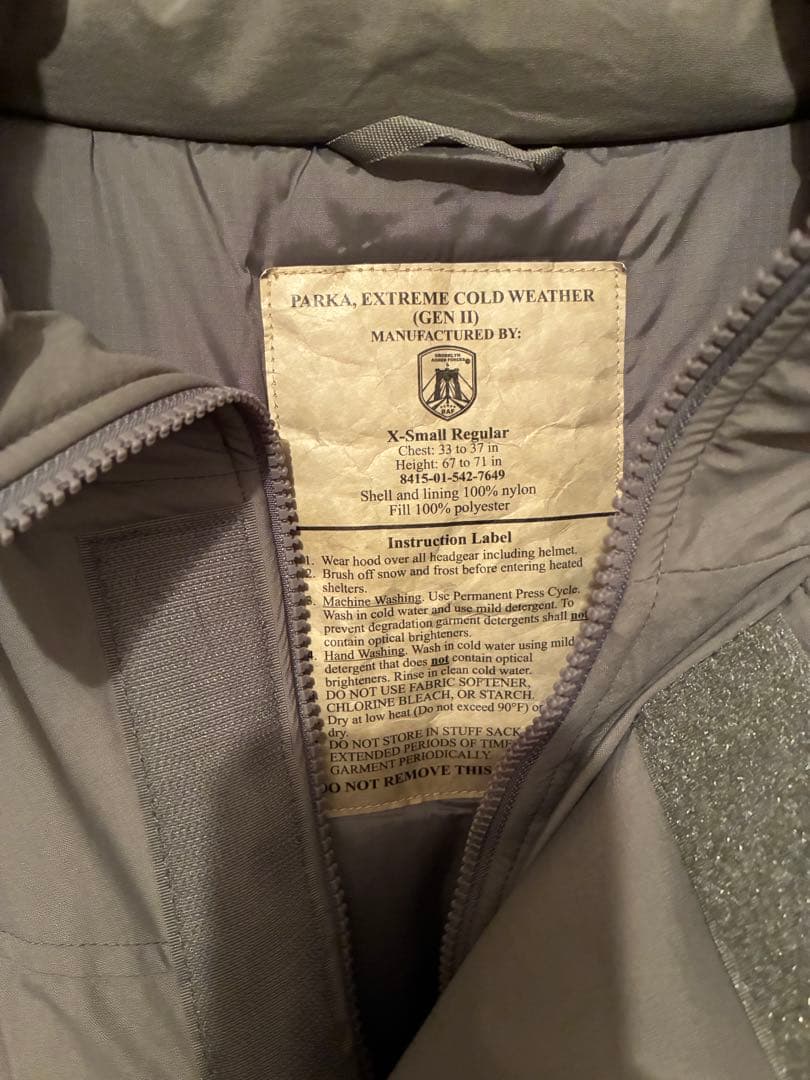 PARKA, EXTREME COLD WEATHER
(GEN II)
MANUFACTURED BY:
BROOKLYN
ARMED FORCES
BAF
X-Small Regular
Chest: 33 to 37 in
Height: 67 to 71 in
8415-01-542-7649
Shell and lining 100% nylon
Fill 100% polyester
Instruction Label
1. Wear hood over all headgear including helmet.
2. Brush off snow and frost before entering heated
shelters.
3. Machine Washing. Use Permanent Press Cycle.
Wash in cold water and use mild detergent. To
prevent degradation garment detergents shall not
contain optical brighteners.
4. Hand Washing. Wash in cold water using mild
detergent that does not contain optical
brighteners. Rinse in clean cold water.
DO NOT USE FABRIC SOFTENER,
CHLORINE BLEACH, OR STARCH.
Dry at low heat (Do not exceed 90°F) or
dry.
DO NOT STORE IN STUFF SACK
EXTENDED PERIODS OF TIME
GARMENT PERIODICALLY
DO NOT REMOVE THIS